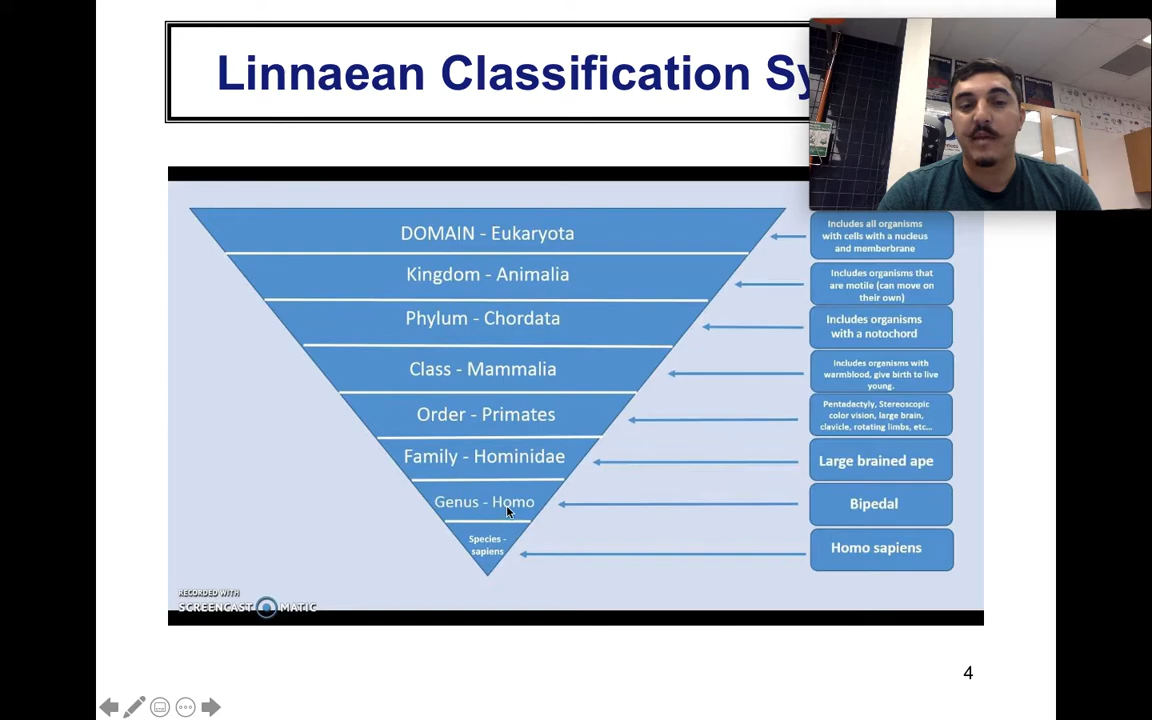 Linnaean Classification Sy
DOMAIN - Eukaryota
Includes all organisms
with cells with a nucleus
and memberbrane
Kingdom - Animalia
Includes organisms that
are motile (can move on
their own)
Phylum - Chordata
Includes organisms
with a notochord
Class - Mammalia
Includes organisms with
warmblood, give birth to live
young.
Order - Primates
Pentadactyly, Stereoscopic
color vision, large brain,
clavicle, rotating limbs, etc...
Family - Hominidae
Large brained ape
Genus - Homo
Bipedal
Species -
sapiens
Homo sapiens
RECORDED WITH
SCREENCAST MATIC
4